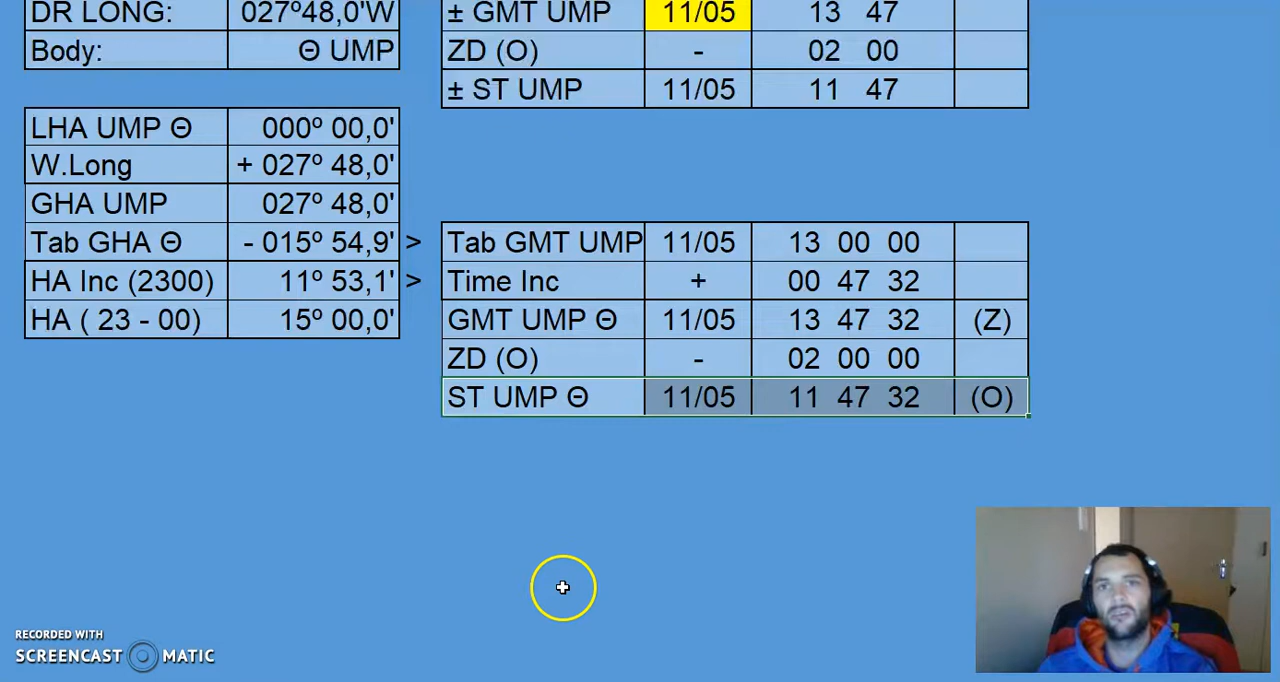 DR LONG: 027º48,0'W
Body: Θ UMP
± GMT UMP 11/05 13 47
ZD (O) - 02 00
± ST UMP 11/05 11 47
LHA UMP Θ 000º 00,0'
W.Long + 027º 48,0'
GHA UMP 027º 48,0'
Tab GHA Θ - 015º 54,9' >
HA Inc (2300) 11º 53,1' >
HA ( 23 - 00) 15º 00,0'
Tab GMT UMP 11/05 13 00 00
Time Inc + 00 47 32
GMT UMP Θ 11/05 13 47 32 (Z)
ZD (O) - 02 00 00
ST UMP Θ 11/05 11 47 32 (O)
RECORDED WITH
SCREENCAST MATIC